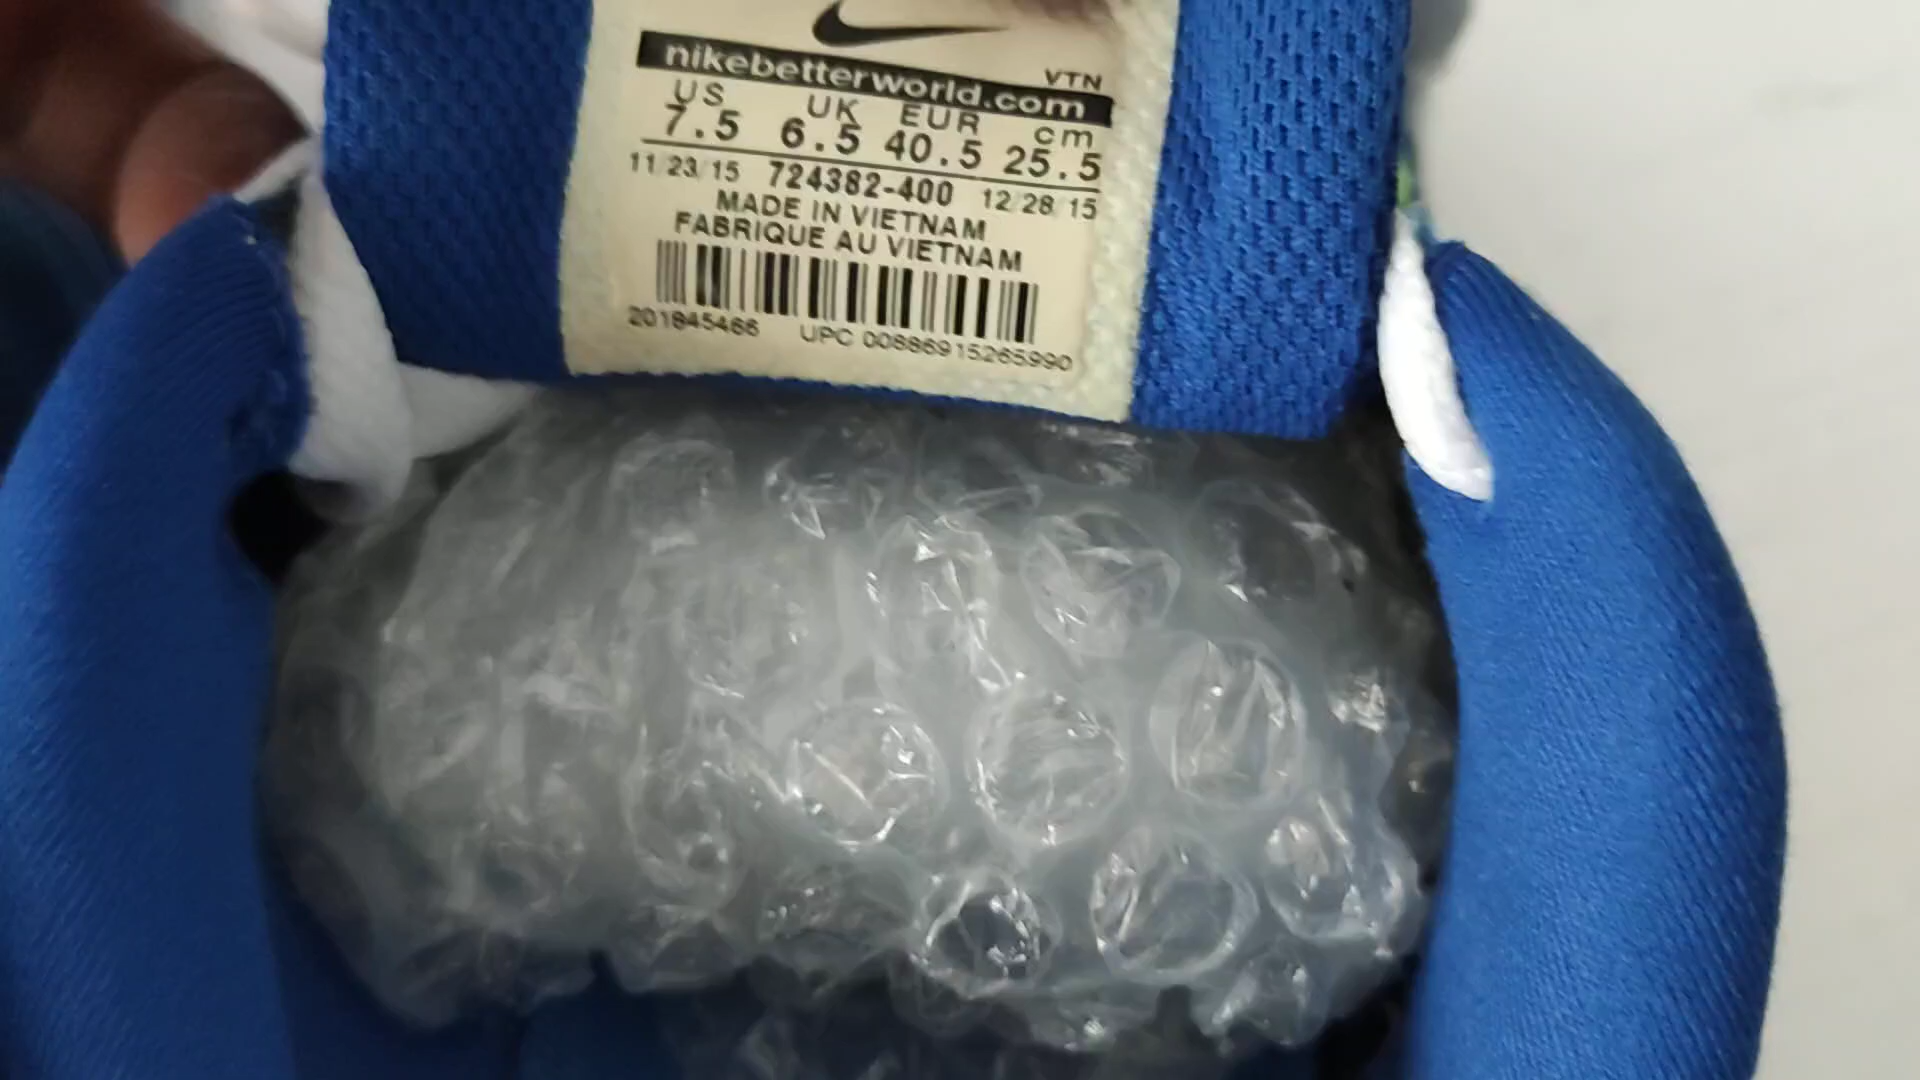 nikebetterworld.com
VTN
US UK EUR cm
7.5 6.5 40.5 25.5
11/23/15 724382-400 12/28/15
MADE IN VIETNAM
FABRIQUE AU VIETNAM
201845466 UPC 00886915265990